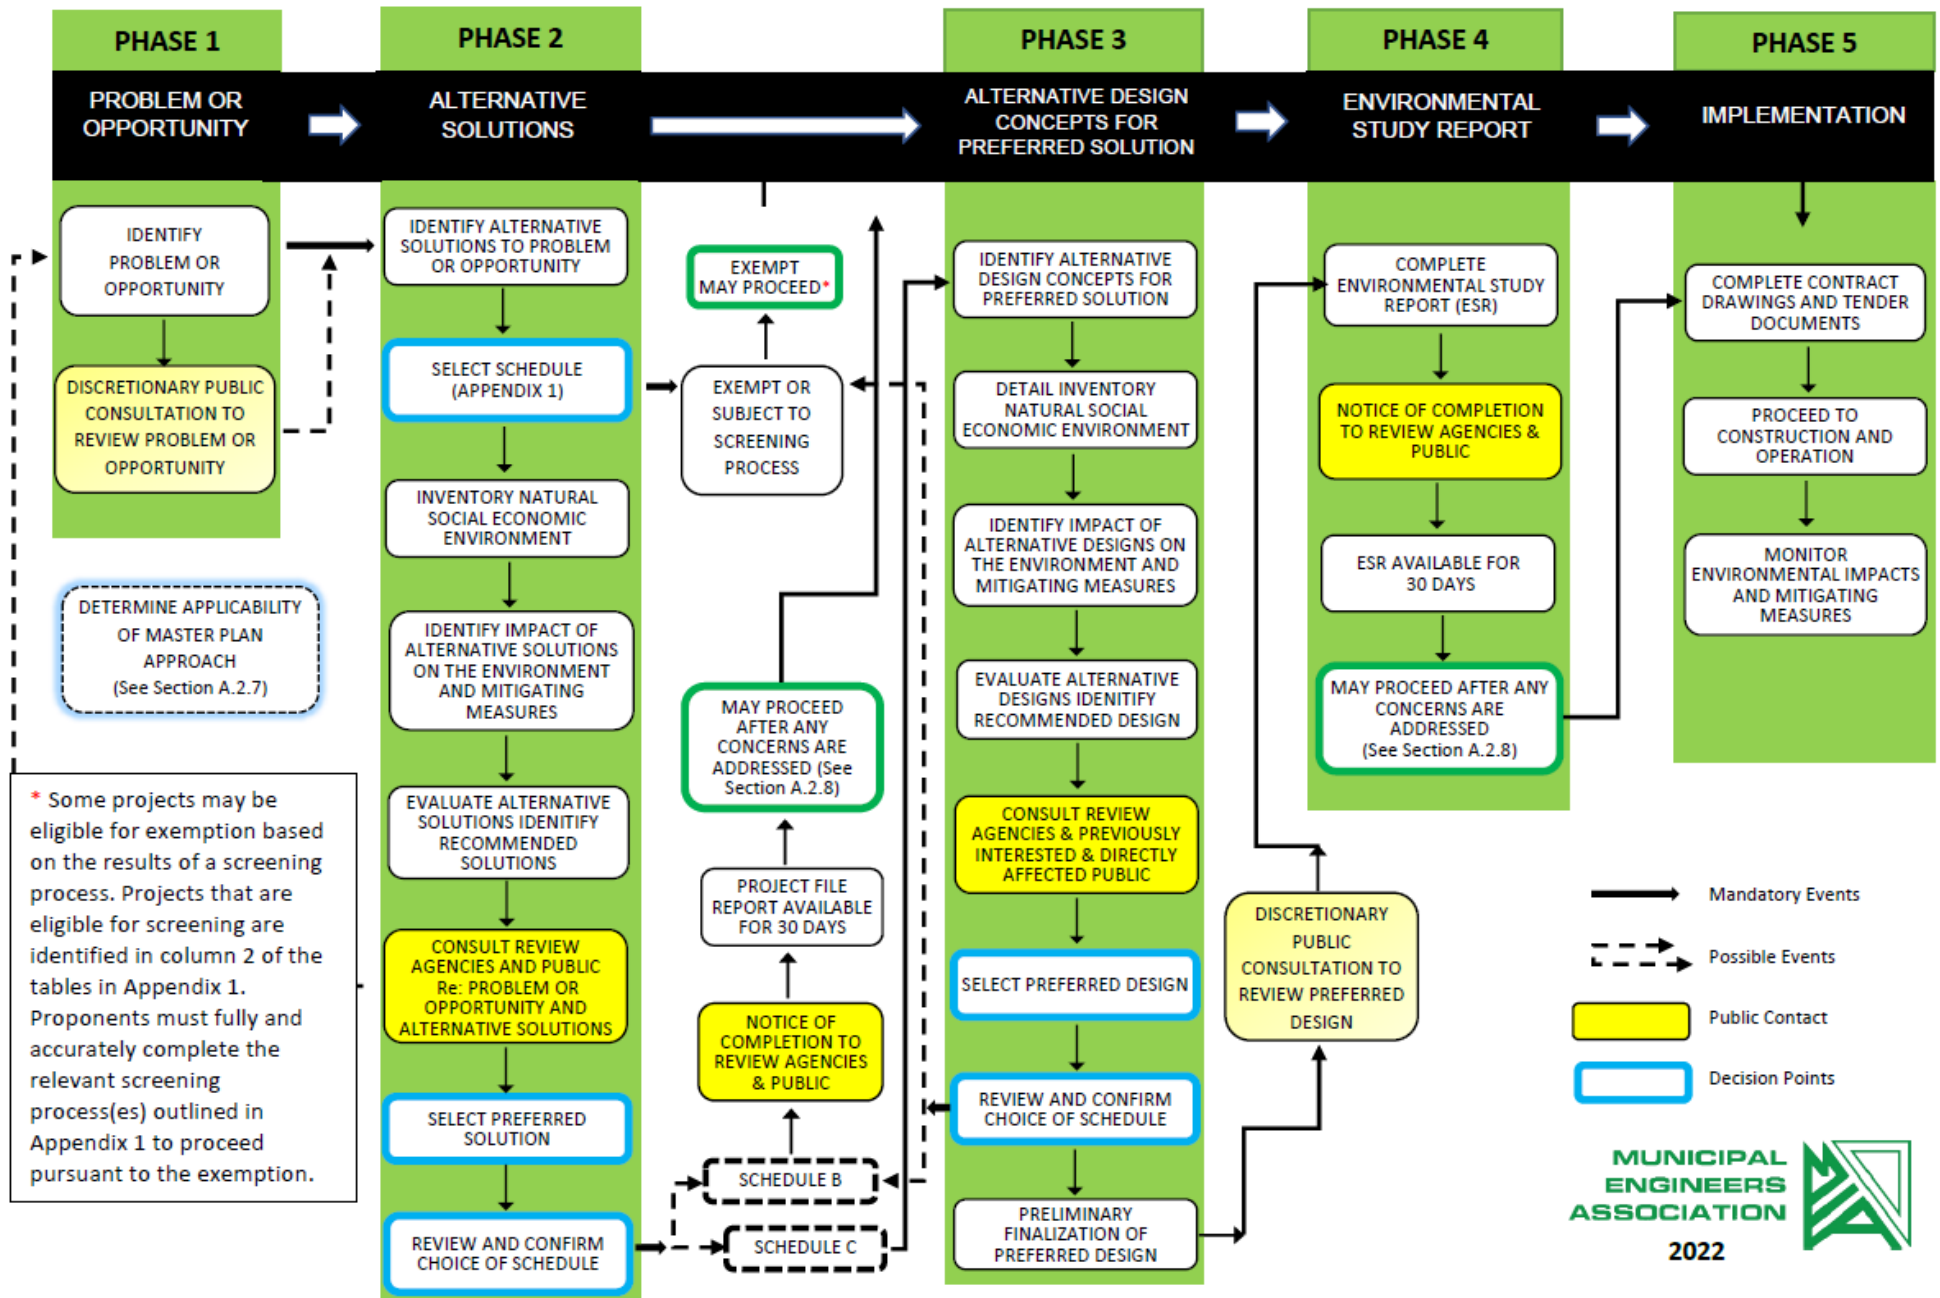 PHASE 1
PROBLEM OR
OPPORTUNITY
IDENTIFY
PROBLEM OR
OPPORTUNITY
DISCRETIONARY PUBLIC
CONSULTATION TO
REVIEW PROBLEM OR
OPPORTUNITY
DETERMINE APPLICABILITY
OF MASTER PLAN
APPROACH
(See Section A.2.7)
* Some projects may be
eligible for exemption based
on the results of a screening
process. Projects that are
eligible for screening are
identified in column 2 of the
tables in Appendix 1.
Proponents must fully and
accurately complete the
relevant screening
process(es) outlined in
Appendix 1 to proceed
pursuant to the exemption.
PHASE 2
ALTERNATIVE
SOLUTIONS
IDENTIFY ALTERNATIVE
SOLUTIONS TO PROBLEM
OR OPPORTUNITY
SELECT SCHEDULE
(APPENDIX 1)
INVENTORY NATURAL
SOCIAL ECONOMIC
ENVIRONMENT
IDENTIFY IMPACT OF
ALTERNATIVE SOLUTIONS
ON THE ENVIRONMENT
AND MITIGATING
MEASURES
EVALUATE ALTERNATIVE
SOLUTIONS IDENTIFY
RECOMMENDED
SOLUTIONS
CONSULT REVIEW
AGENCIES AND PUBLIC
Re: PROBLEM OR
OPPORTUNITY AND
ALTERNATIVE SOLUTIONS
SELECT PREFERRED
SOLUTION
REVIEW AND CONFIRM
CHOICE OF SCHEDULE
EXEMPT
MAY PROCEED*
EXEMPT OR
SUBJECT TO
SCREENING
PROCESS
MAY PROCEED
AFTER ANY
CONCERNS ARE
ADDRESSED (See
Section A.2.8)
PROJECT FILE
REPORT AVAILABLE
FOR 30 DAYS
NOTICE OF
COMPLETION TO
REVIEW AGENCIES
& PUBLIC
SCHEDULE B
SCHEDULE C
PHASE 3
ALTERNATIVE DESIGN
CONCEPTS FOR
PREFERRED SOLUTION
IDENTIFY ALTERNATIVE
DESIGN CONCEPTS FOR
PREFERRED SOLUTION
DETAIL INVENTORY
NATURAL SOCIAL
ECONOMIC ENVIRONMENT
IDENTIFY IMPACT OF
ALTERNATIVE DESIGNS ON
THE ENVIRONMENT AND
MITIGATING MEASURES
EVALUATE ALTERNATIVE
DESIGNS IDENTIFY
RECOMMENDED DESIGN
CONSULT REVIEW
AGENCIES & PREVIOUSLY
INTERESTED & DIRECTLY
AFFECTED PUBLIC
SELECT PREFERRED DESIGN
REVIEW AND CONFIRM
CHOICE OF SCHEDULE
PRELIMINARY
FINALIZATION OF
PREFERRED DESIGN
DISCRETIONARY
PUBLIC
CONSULTATION TO
REVIEW PREFERRED
DESIGN
PHASE 4
ENVIRONMENTAL
STUDY REPORT
COMPLETE
ENVIRONMENTAL STUDY
REPORT (ESR)
NOTICE OF COMPLETION
TO REVIEW AGENCIES &
PUBLIC
ESR AVAILABLE FOR
30 DAYS
MAY PROCEED AFTER ANY
CONCERNS ARE
ADDRESSED
(See Section A.2.8)
PHASE 5
IMPLEMENTATION
COMPLETE CONTRACT
DRAWINGS AND TENDER
DOCUMENTS
PROCEED TO
CONSTRUCTION AND
OPERATION
MONITOR
ENVIRONMENTAL IMPACTS
AND MITIGATING
MEASURES
Mandatory Events
Possible Events
Public Contact
Decision Points
MUNICIPAL
ENGINEERS
ASSOCIATION
2022